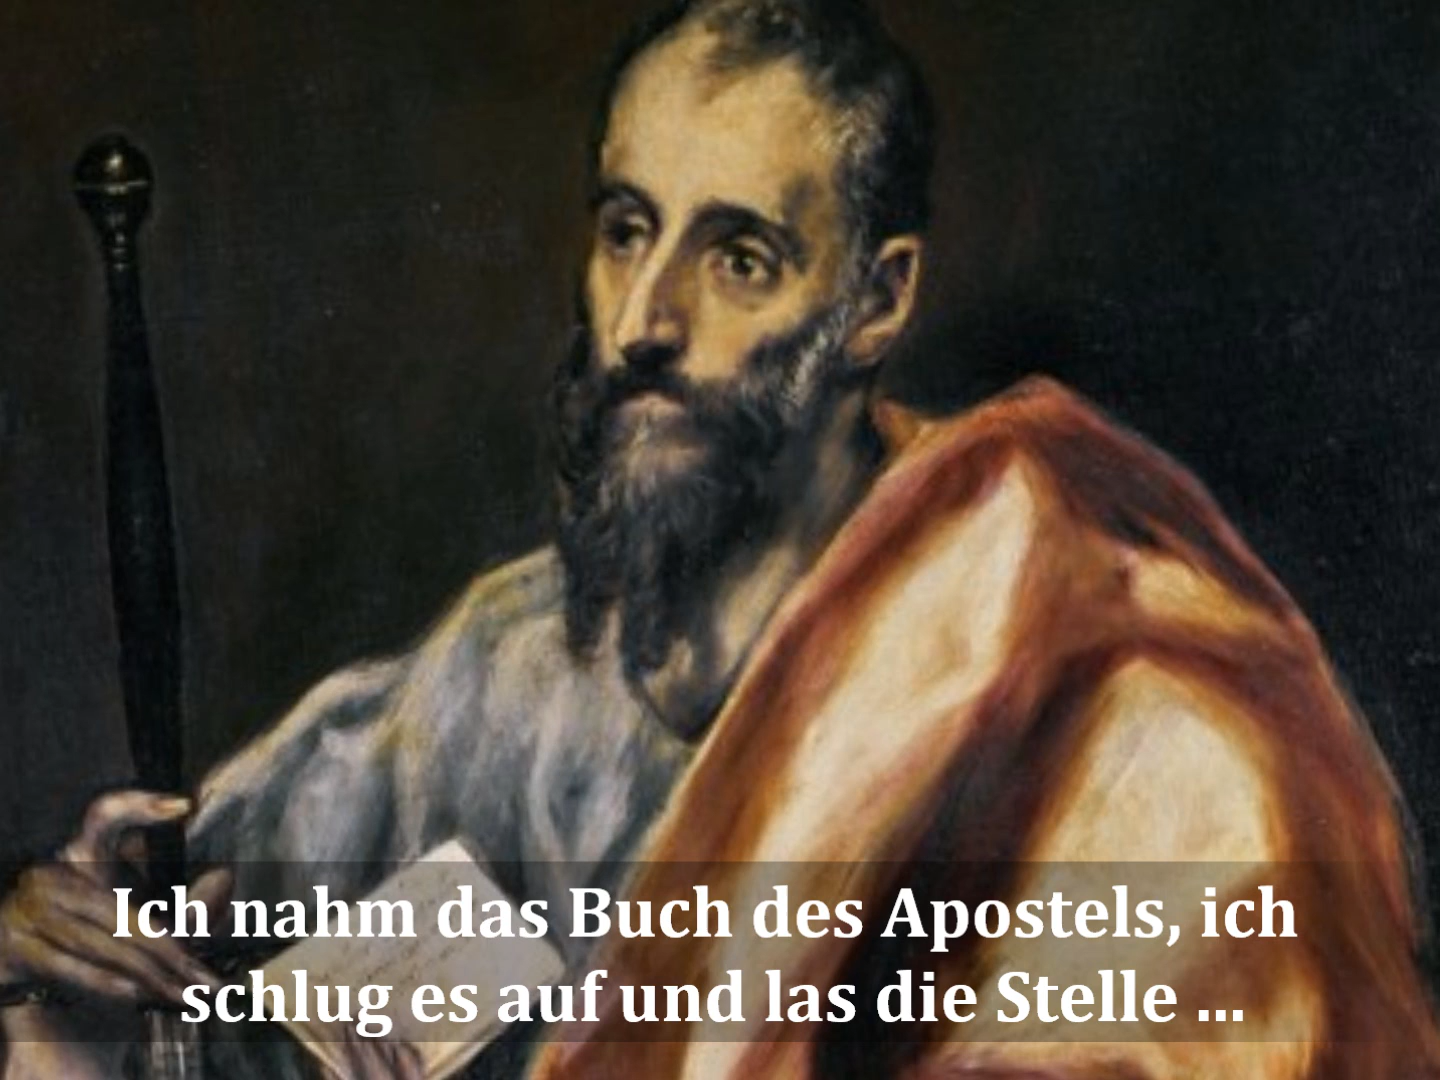 Ich nahm das Buch des Apostels, ich
schlug es auf und las die Stelle ...